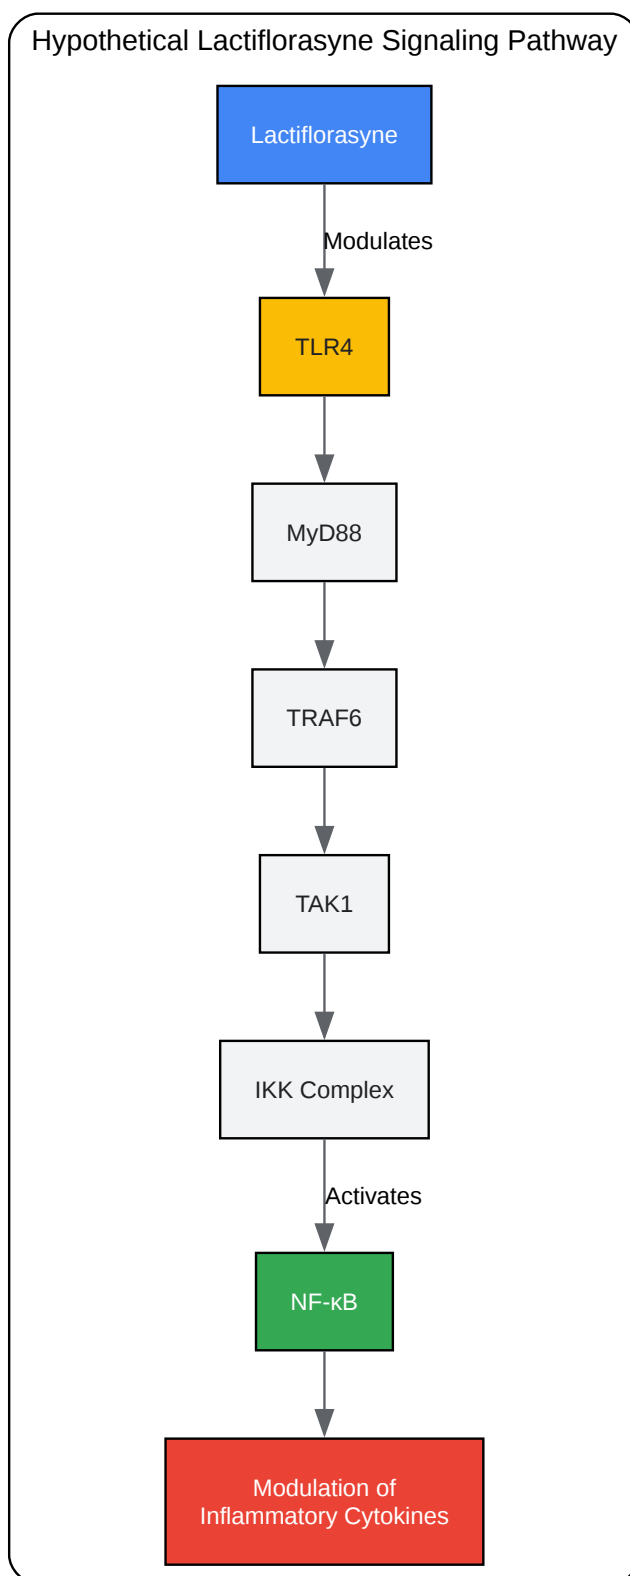 Hypothetical Lactiflorasyne Signaling Pathway
Lactiflorasyne
Modulates
TLR4
MyD88
TRAF6
TAK1
IKK Complex
Activates
NF-κB
Modulation of
Inflammatory Cytokines